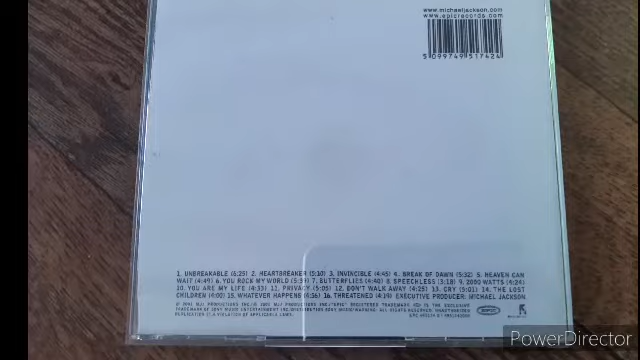 www.michaeljackson.com
www.epicrecords.com
5 099749 517424
1. UNBREAKABLE (6:25) 2. HEARTBREAKER (5:10) 3. INVINCIBLE (4:45) 4. BREAK OF DAWN (5:32) 5. HEAVEN CAN
WAIT (4:49) 6. YOU ROCK MY WORLD (5:39) 7. BUTTERFLIES (4:40) 8. SPEECHLESS (3:18) 9. 2000 WATTS (4:24)
10. YOU ARE MY LIFE (4:33) 11. PRIVACY (5:05) 12. DON'T WALK AWAY (4:25) 13. CRY (5:01) 14. THE LOST
CHILDREN (4:00) 15. WHATEVER HAPPENS (4:56) 16. THREATENED (4:19) EXECUTIVE PRODUCER: MICHAEL JACKSON
epic
PowerDirector